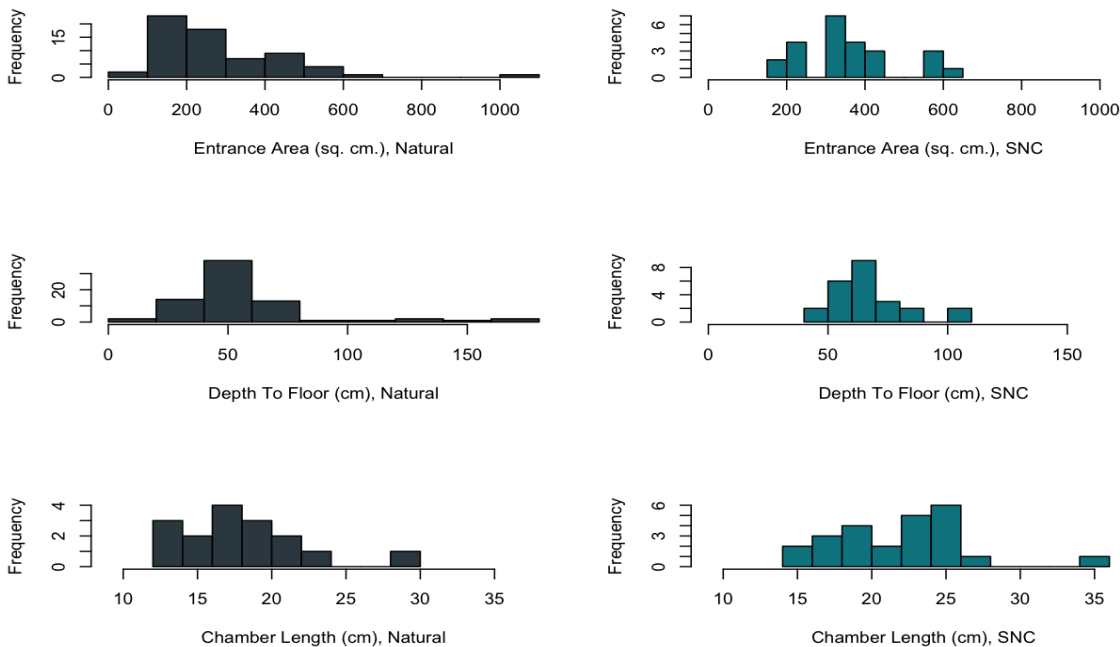 Frequency
15
0
0 200 400 600 800 1000
Entrance Area (sq. cm.), Natural
Frequency
6
3
0
0 200 400 600 800 1000
Entrance Area (sq. cm.), SNC
Frequency
20
0
0 50 100 150
Depth To Floor (cm), Natural
Frequency
8
4
0
0 50 100 150
Depth To Floor (cm), SNC
Frequency
4
2
0
10 15 20 25 30 35
Chamber Length (cm), Natural
Frequency
6
3
0
10 15 20 25 30 35
Chamber Length (cm), SNC